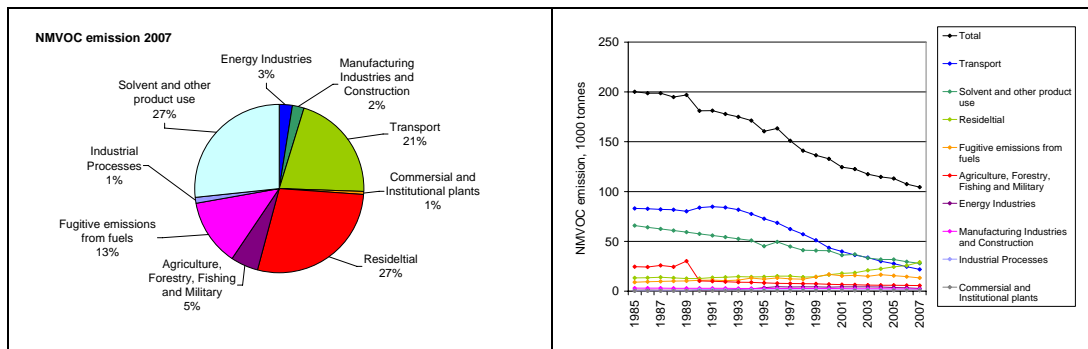 NMVOC emission 2007
Energy Industries
3%
Manufacturing
Industries and
Construction
2%
Transport
21%
Commersial and
Institutional plants
1%
Resideltial
27%
Agriculture,
Forestry, Fishing
and Military
5%
Fugitive emissions
from fuels
13%
Industrial
Processes
1%
Solvent and other
product use
27%
NMVOC emission, 1000 tonnes
250
200
150
100
50
0
1985
1987
1989
1991
1993
1995
1997
1999
2001
2003
2005
2007
Total
Transport
Solvent and other product
use
Resideltial
Fugitive emissions from
fuels
Agriculture, Forestry,
Fishing and Military
Energy Industries
Manufacturing Industries
and Construction
Industrial Processes
Commersial and
Institutional plants